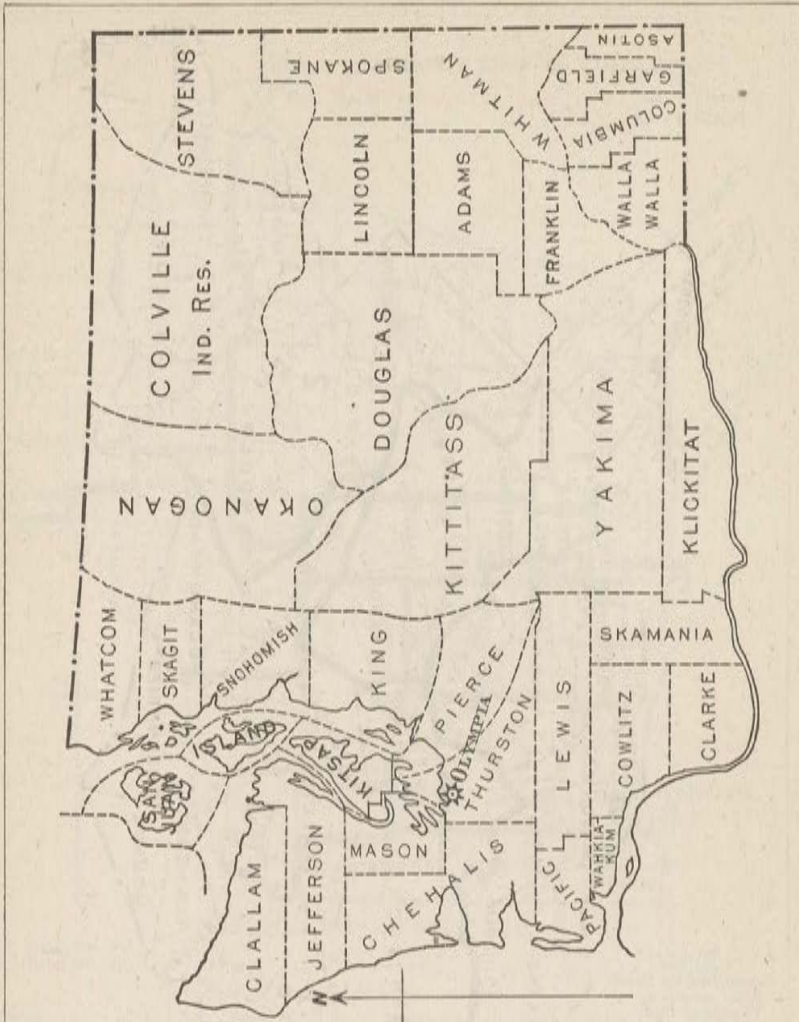 WHATCOM
SKAGIT
SNOHOMISH
OKANOGAN
COLVILLE
IND. RES.
STEVENS
SAN
JUAN
ISLAND
CLALLAM
JEFFERSON
KITSAP
KING
KITTITASS
DOUGLAS
LINCOLN
SPOKANE
MASON
CHEHALIS
OLYMPIA
PIERCE
THURSTON
ADAMS
WHITMAN
FRANKLIN
PACIFIC
LEWIS
YAKIMA
WAHKIA
KUM
COWLITZ
SKAMANIA
CLARKE
KLICKITAT
WALLA
WALLA
COLUMBIA
GARFIELD
ASOTIN
N